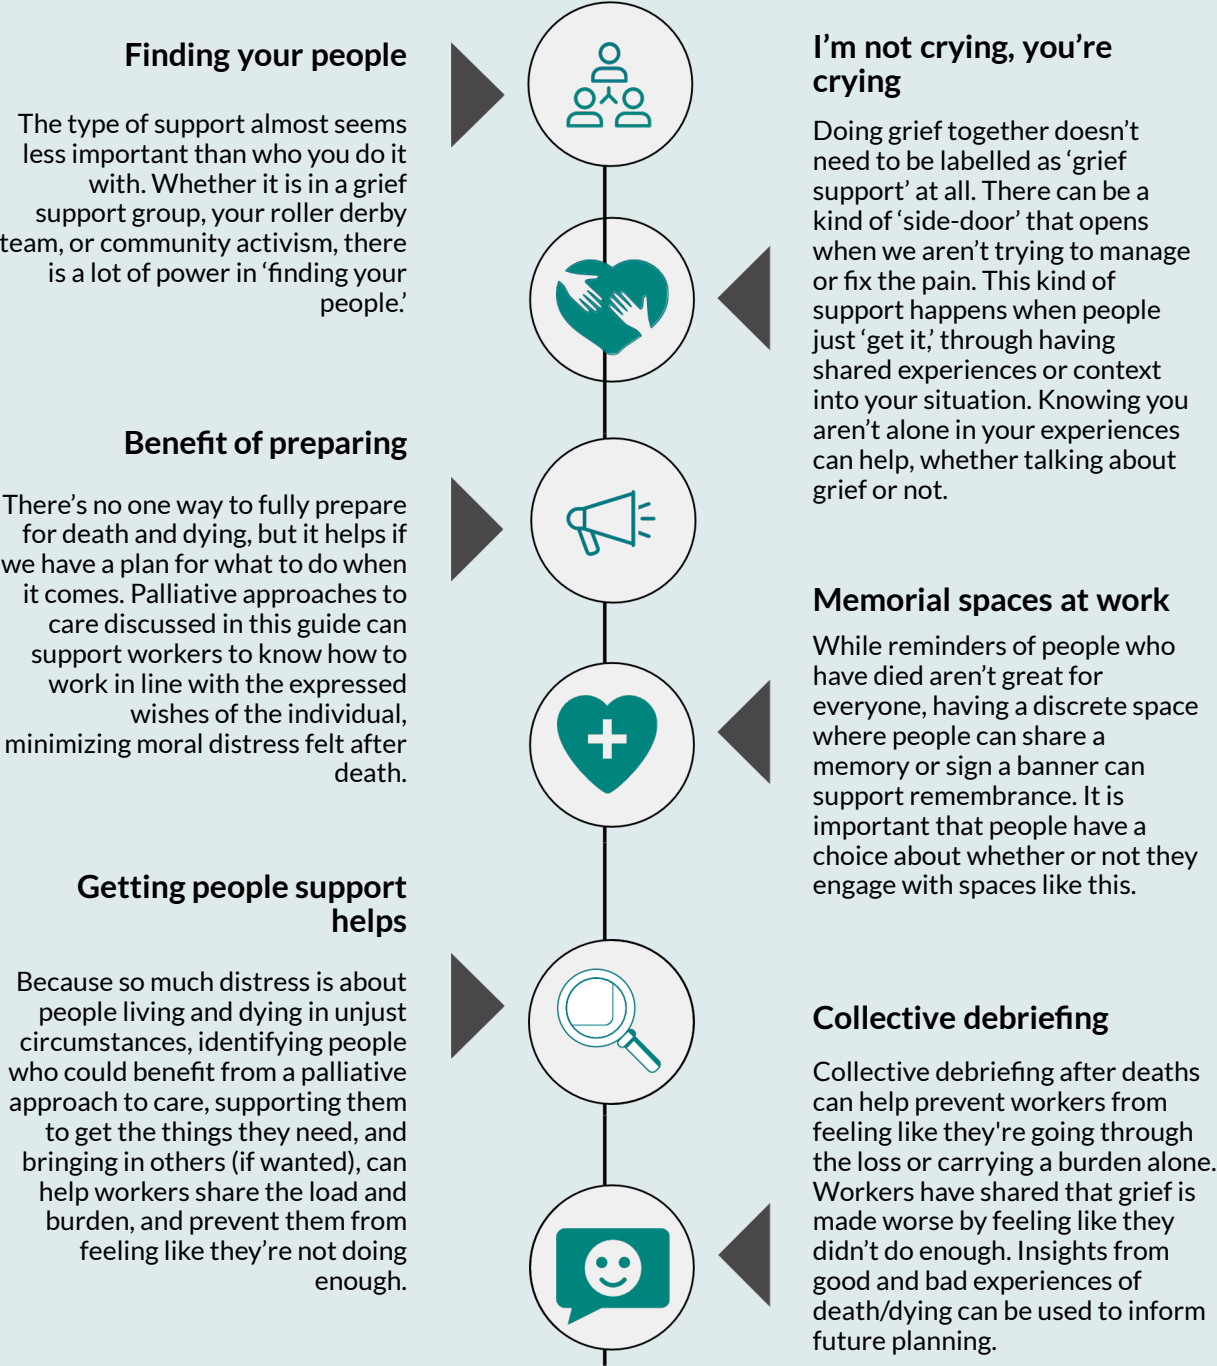 Finding your people
The type of support almost seems
less important than who you do it
with. Whether it is in a grief
support group, your roller derby
team, or community activism, there
is a lot of power in ‘finding your
people.’
I’m not crying, you’re
crying
Doing grief together doesn’t
need to be labelled as ‘grief
support’ at all. There can be a
kind of ‘side-door’ that opens
when we aren’t trying to manage
or fix the pain. This kind of
support happens when people
just ‘get it,’ through having
shared experiences or context
into your situation. Knowing you
aren’t alone in your experiences
can help, whether talking about
grief or not.
Benefit of preparing
There’s no one way to fully prepare
for death and dying, but it helps if
we have a plan for what to do when
it comes. Palliative approaches to
care discussed in this guide can
support workers to know how to
work in line with the expressed
wishes of the individual,
minimizing moral distress felt after
death.
Memorial spaces at work
While reminders of people who
have died aren’t great for
everyone, having a discrete space
where people can share a
memory or sign a banner can
support remembrance. It is
important that people have a
choice about whether or not they
engage with spaces like this.
Getting people support
helps
Because so much distress is about
people living and dying in unjust
circumstances, identifying people
who could benefit from a palliative
approach to care, supporting them
to get the things they need, and
bringing in others (if wanted), can
help workers share the load and
burden, and prevent them from
feeling like they’re not doing
enough.
Collective debriefing
Collective debriefing after deaths
can help prevent workers from
feeling like they're going through
the loss or carrying a burden alone.
Workers have shared that grief is
made worse by feeling like they
didn’t do enough. Insights from
good and bad experiences of
death/dying can be used to inform
future planning.